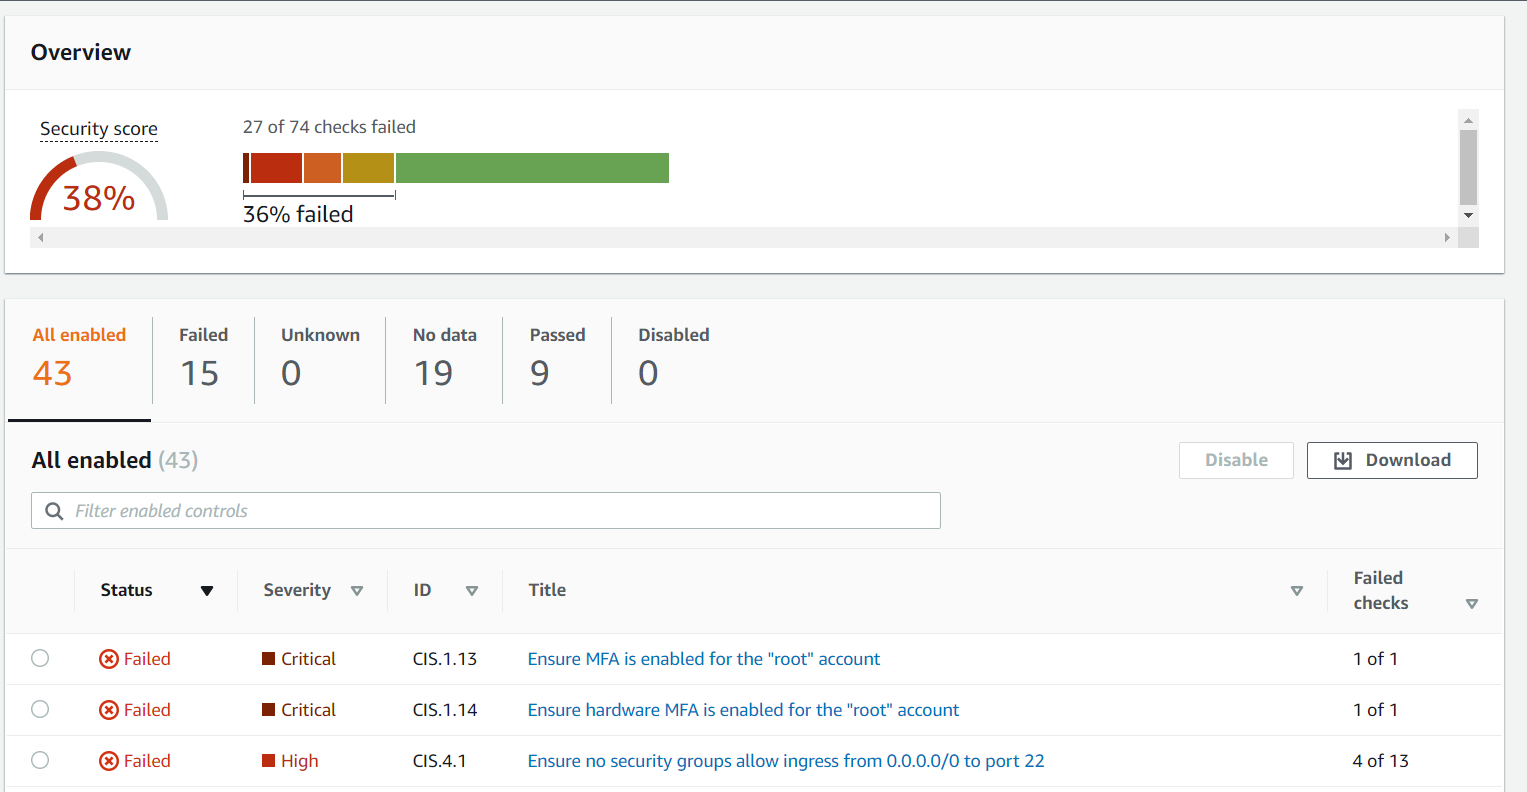 Overview
Security score
38%
27 of 74 checks failed
36% failed
All enabled
43
Failed
15
Unknown
0
No data
19
Passed
9
Disabled
0
All enabled (43)
Disable
Download
Filter enabled controls
Status Severity ID Title Failed checks
Failed Critical CIS.1.13 Ensure MFA is enabled for the "root" account 1 of 1
Failed Critical CIS.1.14 Ensure hardware MFA is enabled for the "root" account 1 of 1
Failed High CIS.4.1 Ensure no security groups allow ingress from 0.0.0.0/0 to port 22 4 of 13